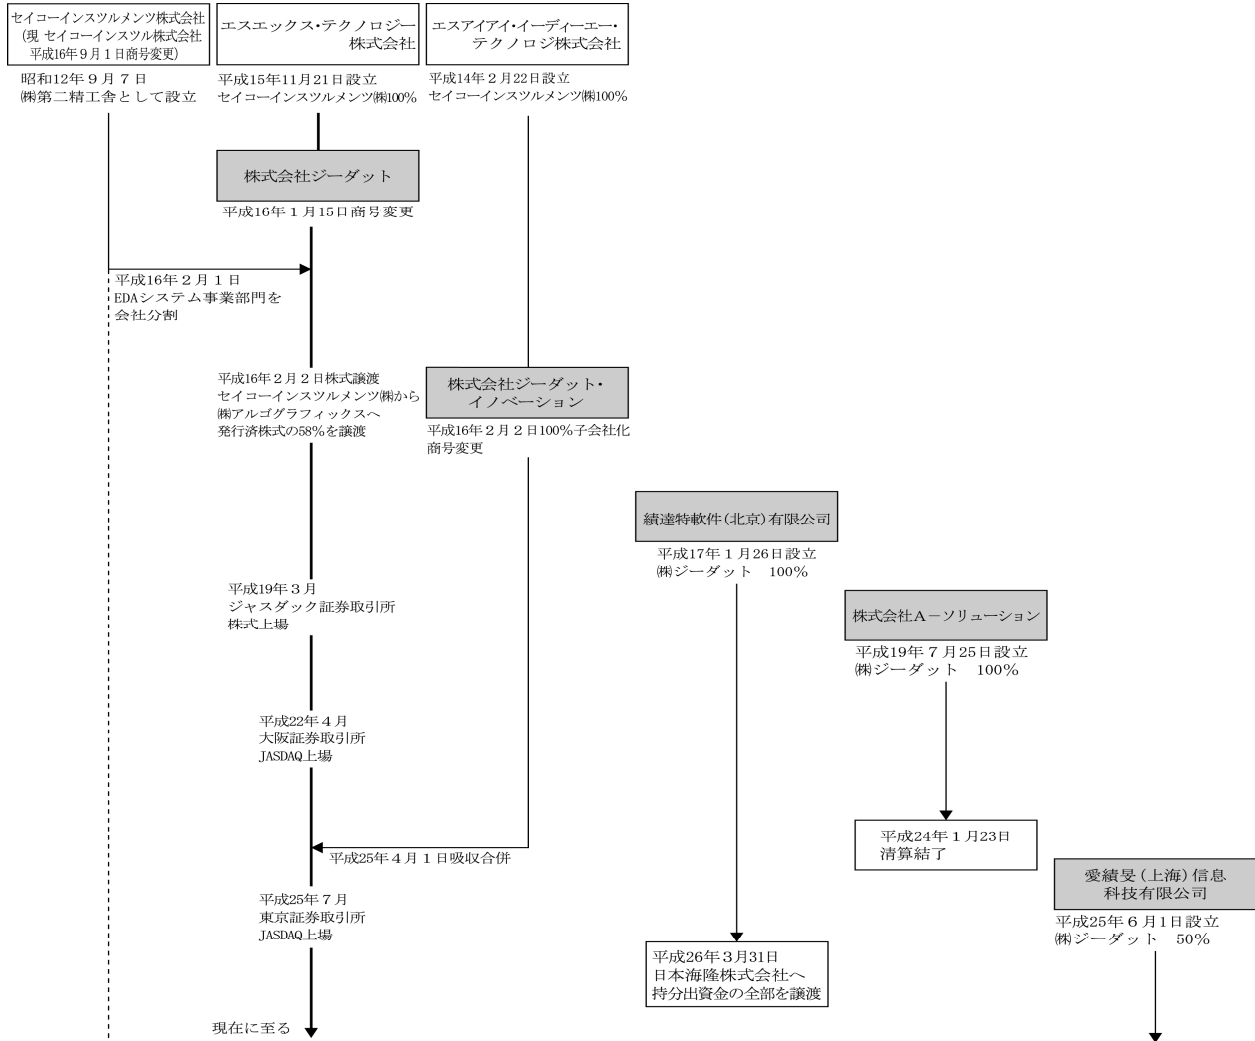 セイコーインスツルメンツ株式会社
(現 セイコーインスツル株式会社
平成16年9月1日商号変更)
昭和12年９月７日
㈱第二精工舎として設立
エスエックス・テクノロジー
株式会社
平成15年11月21日設立
セイコーインスツルメンツ㈱100%
エスアイアイ・イーディーエー・
テクノロジ株式会社
平成14年２月22日設立
セイコーインスツルメンツ㈱100%
株式会社ジーダット
平成16年１月15日商号変更
平成16年２月１日
EDAシステム事業部門を
会社分割
平成16年２月２日株式譲渡
セイコーインスツルメンツ㈱から
㈱アルゴグラフィックスへ
発行済株式の58%を譲渡
株式会社ジーダット・
イノベーション
平成16年２月２日100%子会社化
商号変更
績達特軟件(北京)有限公司
平成17年１月26日設立
㈱ジーダット　100%
平成19年３月
ジャスダック証券取引所
株式上場
株式会社Ａ－ソリューション
平成19年７月25日設立
㈱ジーダット　100%
平成22年４月
大阪証券取引所
JASDAQ上場
平成24年１月23日
清算結了
平成25年４月１日吸収合併
愛績旻(上海)信息
科技有限公司
平成25年６月1日設立
㈱ジーダット　50%
平成25年７月
東京証券取引所
JASDAQ上場
平成26年３月31日
日本海隆株式会社へ
持分出資金の全部を譲渡
現在に至る